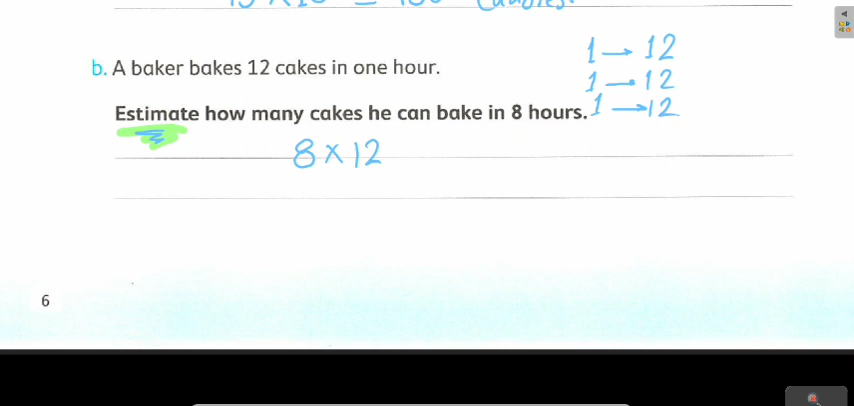 b. A baker bakes 12 cakes in one hour.
1 → 12
1 → 12
1 → 12
Estimate how many cakes he can bake in 8 hours.
8 × 12
6